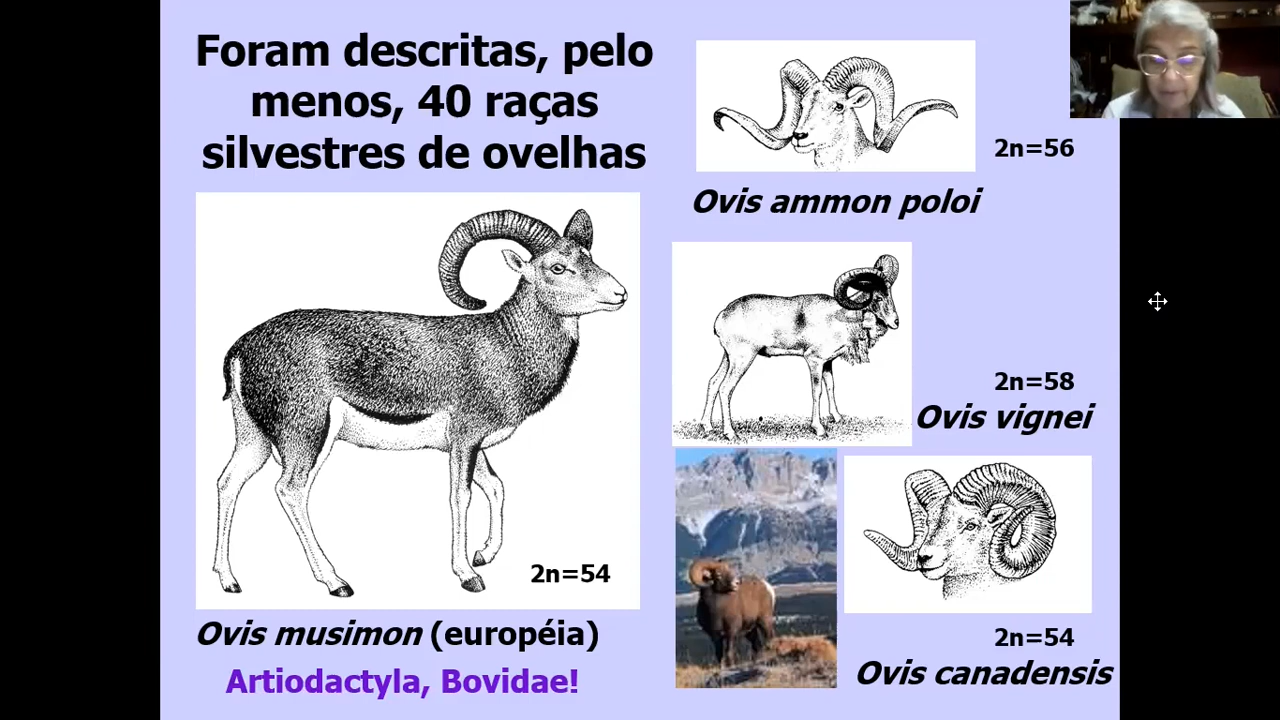 Foram descritas, pelo
menos, 40 raças
silvestres de ovelhas
2n=56
Ovis ammon poloi
2n=58
Ovis vignei
2n=54
Ovis musimon (européia)
Artiodactyla, Bovidae!
2n=54
Ovis canadensis